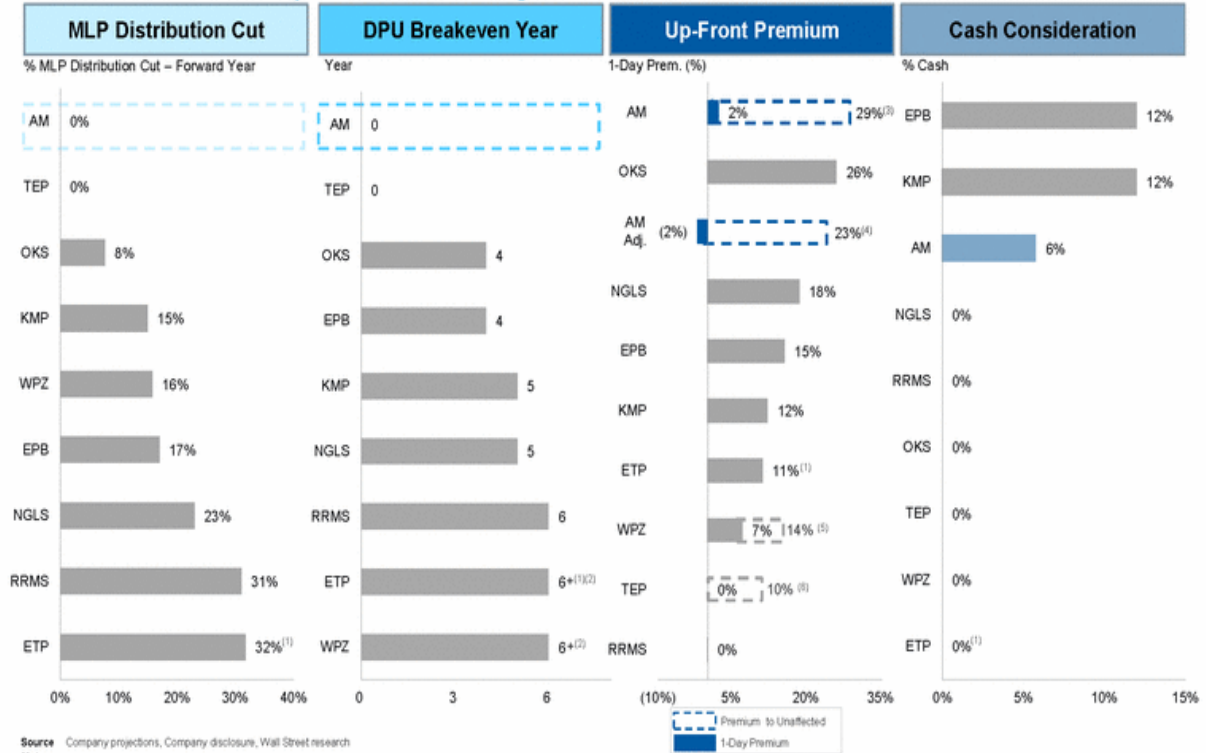 MLP Distribution Cut
% MLP Distribution Cut – Forward Year
AM 0%
TEP 0%
OKS 8%
KMP 15%
WPZ 16%
EPB 17%
NGLS 23%
RRMS 31%
ETP 32%(1)
0% 10% 20% 30% 40%
DPU Breakeven Year
Year
AM 0
TEP 0
OKS 4
EPB 4
KMP 5
NGLS 5
RRMS 6
ETP 6+(1)(2)
WPZ 6+(2)
0 3 6
Up-Front Premium
1-Day Prem. (%)
AM 2% 29%(3)
OKS 26%
AM
Adj. (2%) 23%(4)
NGLS 18%
EPB 15%
KMP 12%
ETP 11%(1)
WPZ 7% 14% (5)
TEP 0% 10% (6)
RRMS 0%
(10%) 5% 20% 35%
Premium to Unaffected
1-Day Premium
Cash Consideration
% Cash
EPB 12%
KMP 12%
AM 6%
NGLS 0%
RRMS 0%
OKS 0%
TEP 0%
WPZ 0%
ETP 0%(1)
0% 5% 10% 15%
Source Company projections, Company disclosure, Wall Street research